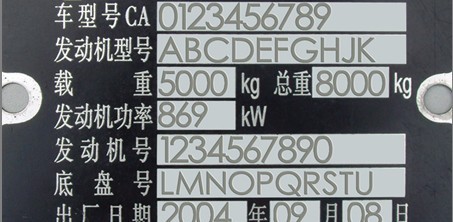 车型号CA 0123456789
发动机型号 ABCDEFGHJK
载重 5000 kg 总重 8000 kg
发动机功率 869 kW
发动机号 1234567890
底盘号 LMNOPQRSTU
出厂日期 2004 年 09 月 08 日